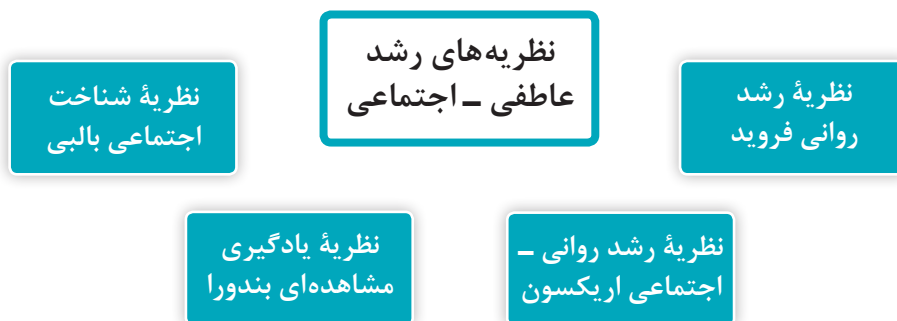 نظریه‌های رشد
عاطفی ـ اجتماعی
نظریهٔ رشد
روانی فروید
نظریهٔ شناخت
اجتماعی بالبی
نظریهٔ رشد روانی ـ
اجتماعی اریکسون
نظریهٔ یادگیری
مشاهده‌ای بندورا